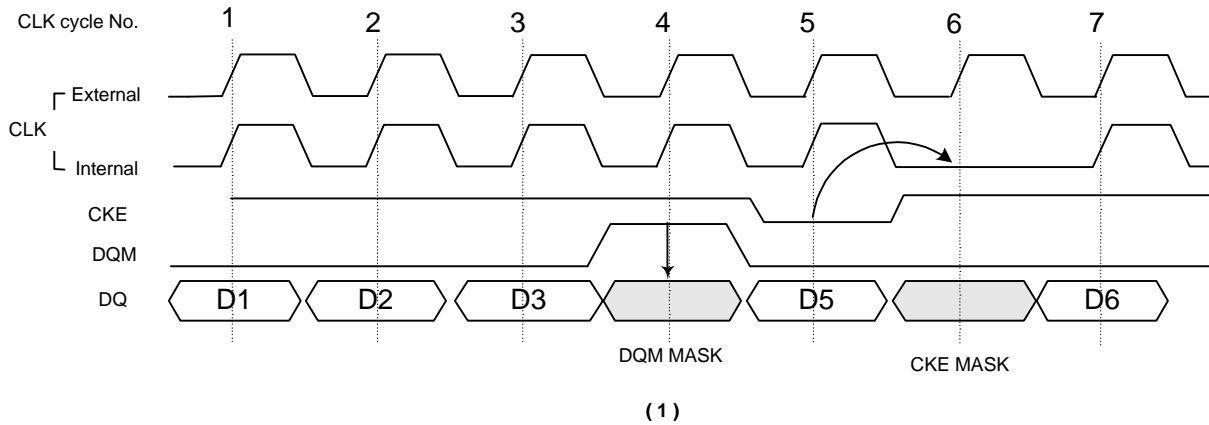 CLK cycle No. 1 2 3 4 5 6 7
External
CLK
Internal
CKE
DQM
DQ D1 D2 D3 D5 D6
DQM MASK CKE MASK
( 1 )